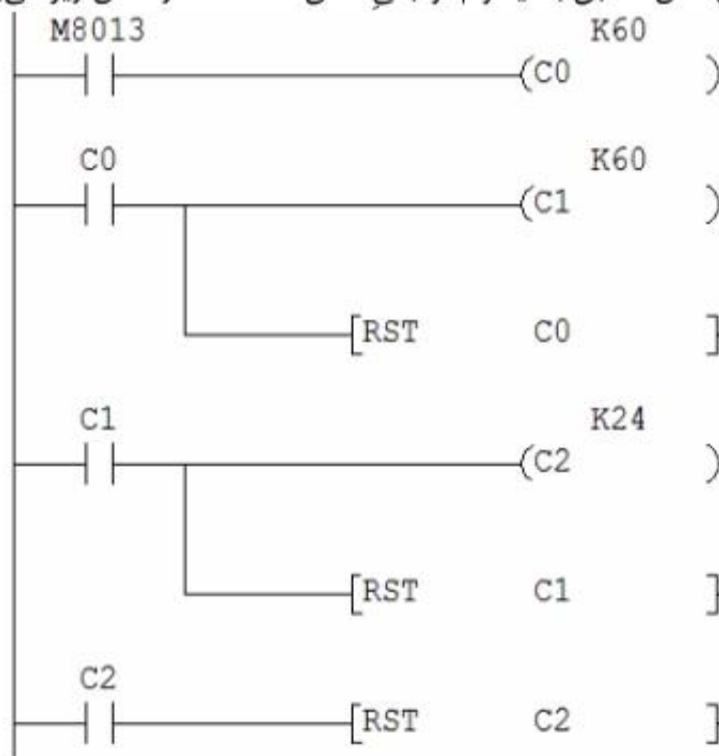 M8013 K60
(C0 )
C0 K60
(C1 )
[RST C0 ]
C1 K24
(C2 )
[RST C1 ]
C2
[RST C2 ]